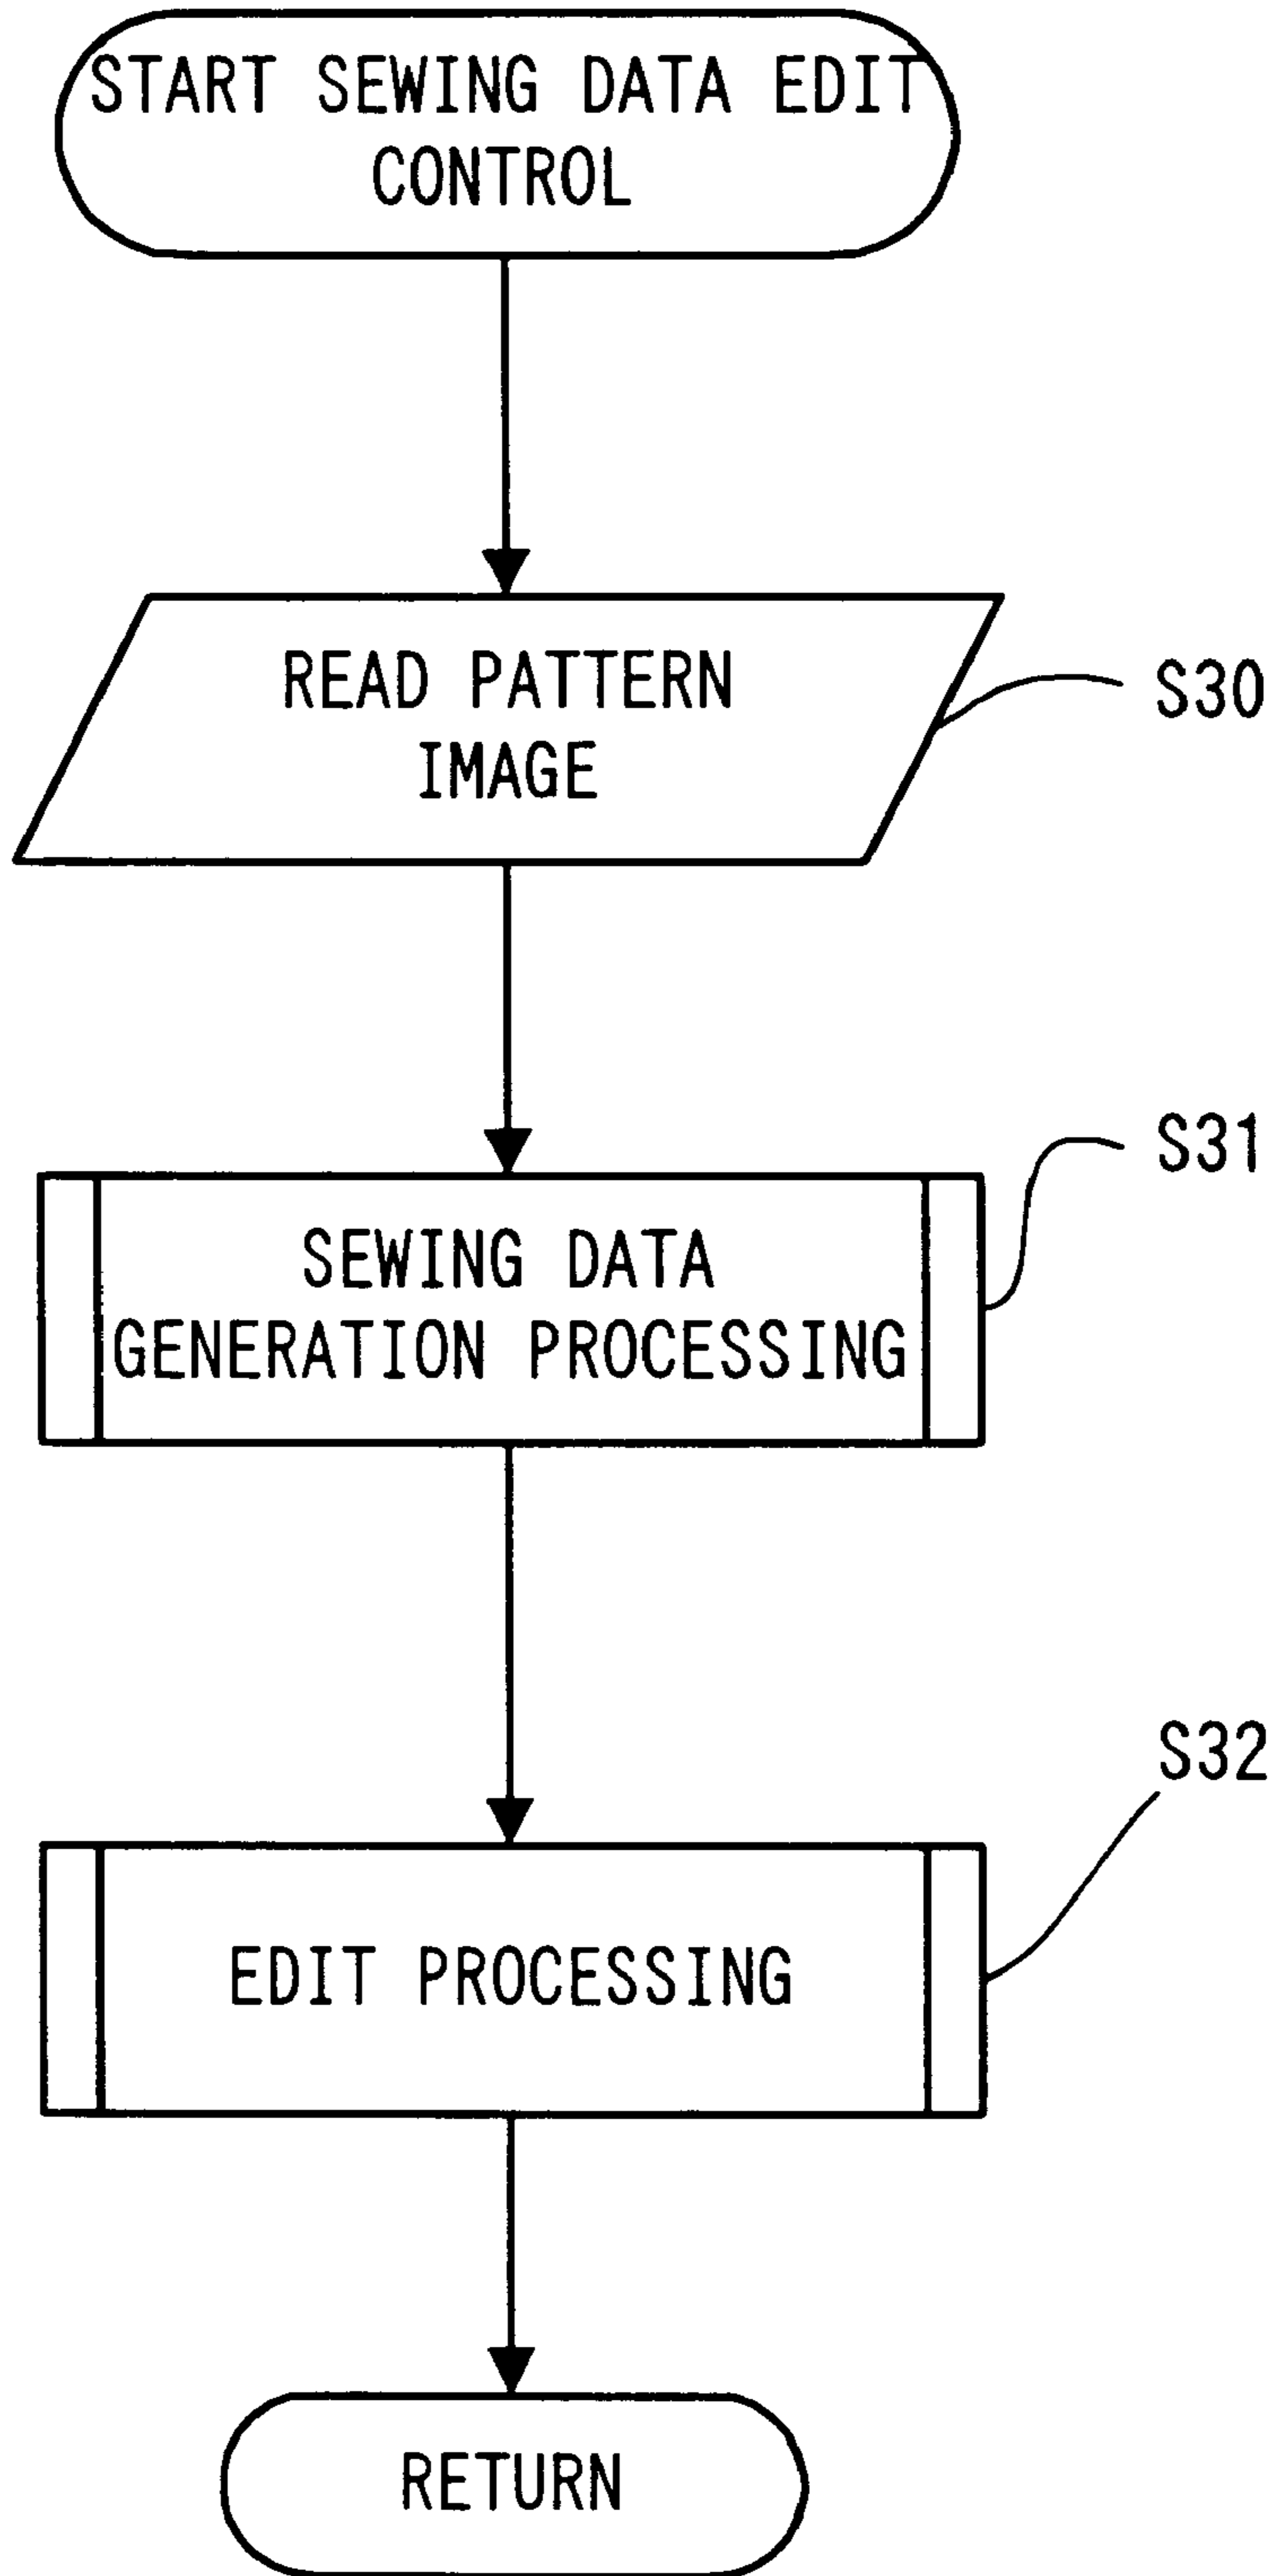 START SEWING DATA EDIT
CONTROL
READ PATTERN
IMAGE
S30
SEWING DATA
GENERATION PROCESSING
S31
EDIT PROCESSING
S32
RETURN